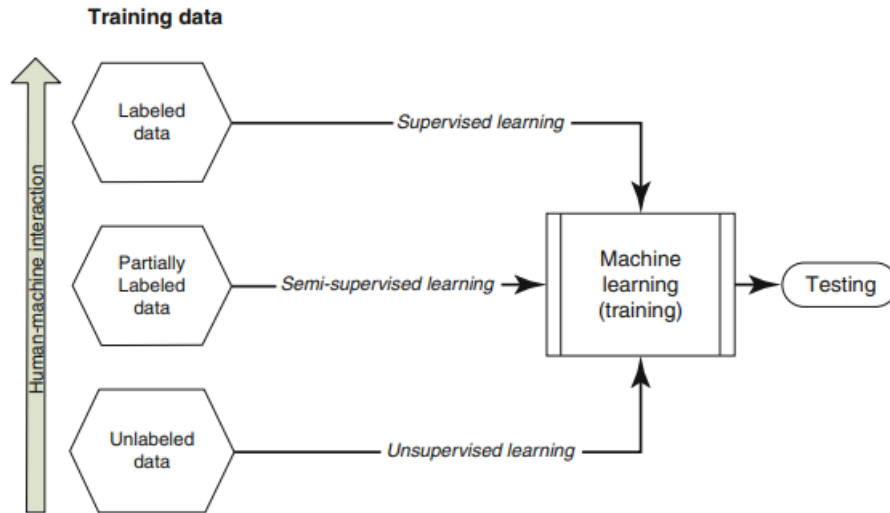 Training data
Human-machine interaction
Labeled
data
Supervised learning
Partially
Labeled
data
Semi-supervised learning
Machine
learning
(training)
Testing
Unlabeled
data
Unsupervised learning